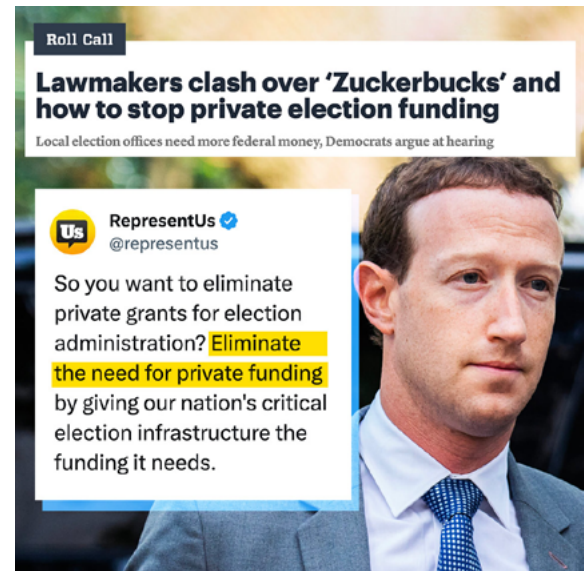 Roll Call
Lawmakers clash over ‘Zuckerbucks’ and
how to stop private election funding
Local election offices need more federal money, Democrats argue at hearing
Us
RepresentUs
@representus
So you want to eliminate
private grants for election
administration? Eliminate
the need for private funding
by giving our nation's critical
election infrastructure the
funding it needs.